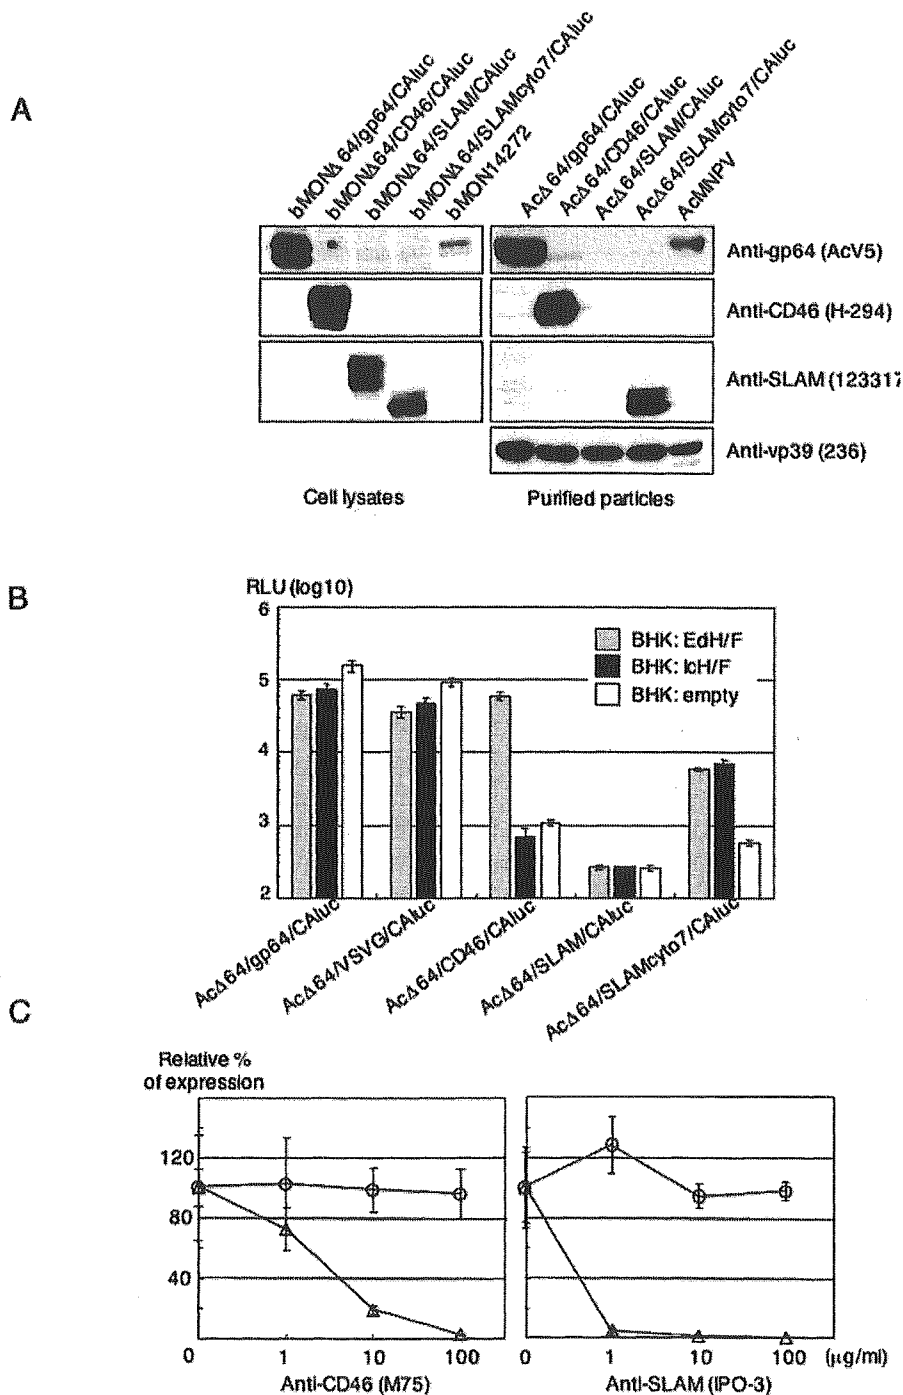 A
bMONΔ64/gp64/CAluc
bMONΔ64/CD46/CAluc
bMONΔ64/SLAM/CAluc
bMONΔ64/SLAMcyto7/CAluc
bMON14272
AcΔ64/gp64/CAluc
AcΔ64/CD46/CAluc
AcΔ64/SLAM/CAluc
AcΔ64/SLAMcyto7/CAluc
AcMNPV
Anti-gp64 (AcV5)
Anti-CD46 (H-294)
Anti-SLAM (123317
Anti-vp39 (236)
Cell lysates
Purified particles
B
RLU (log10)
6
5
4
3
2
BHK: EdH/F
BHK: IcH/F
BHK: empty
AcΔ64/gp64/CAluc
AcΔ64/VSVG/CAluc
AcΔ64/CD46/CAluc
AcΔ64/SLAM/CAluc
AcΔ64/SLAMcyto7/CAluc
C
Relative %
of expression
120
80
40
0 1 10 100
0 1 10 100 (μg/ml)
Anti-CD46 (M75)
Anti-SLAM (IPO-3)